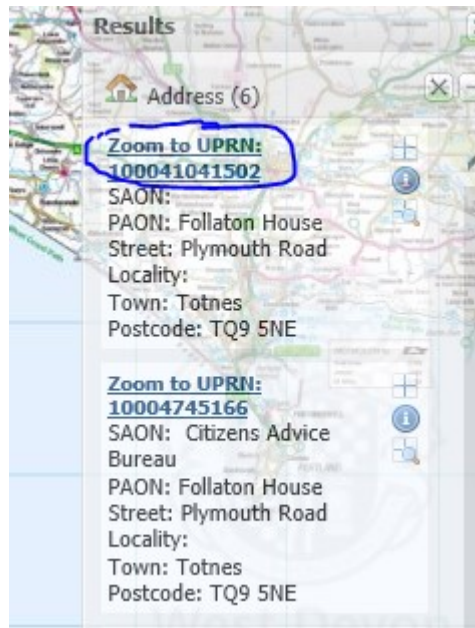 Results
Address (6)
Zoom to UPRN:
100041041502
SAON:
PAON: Follaton House
Street: Plymouth Road
Locality:
Town: Totnes
Postcode: TQ9 5NE
Zoom to UPRN:
10004745166
SAON: Citizens Advice
Bureau
PAON: Follaton House
Street: Plymouth Road
Locality:
Town: Totnes
Postcode: TQ9 5NE
West Devon